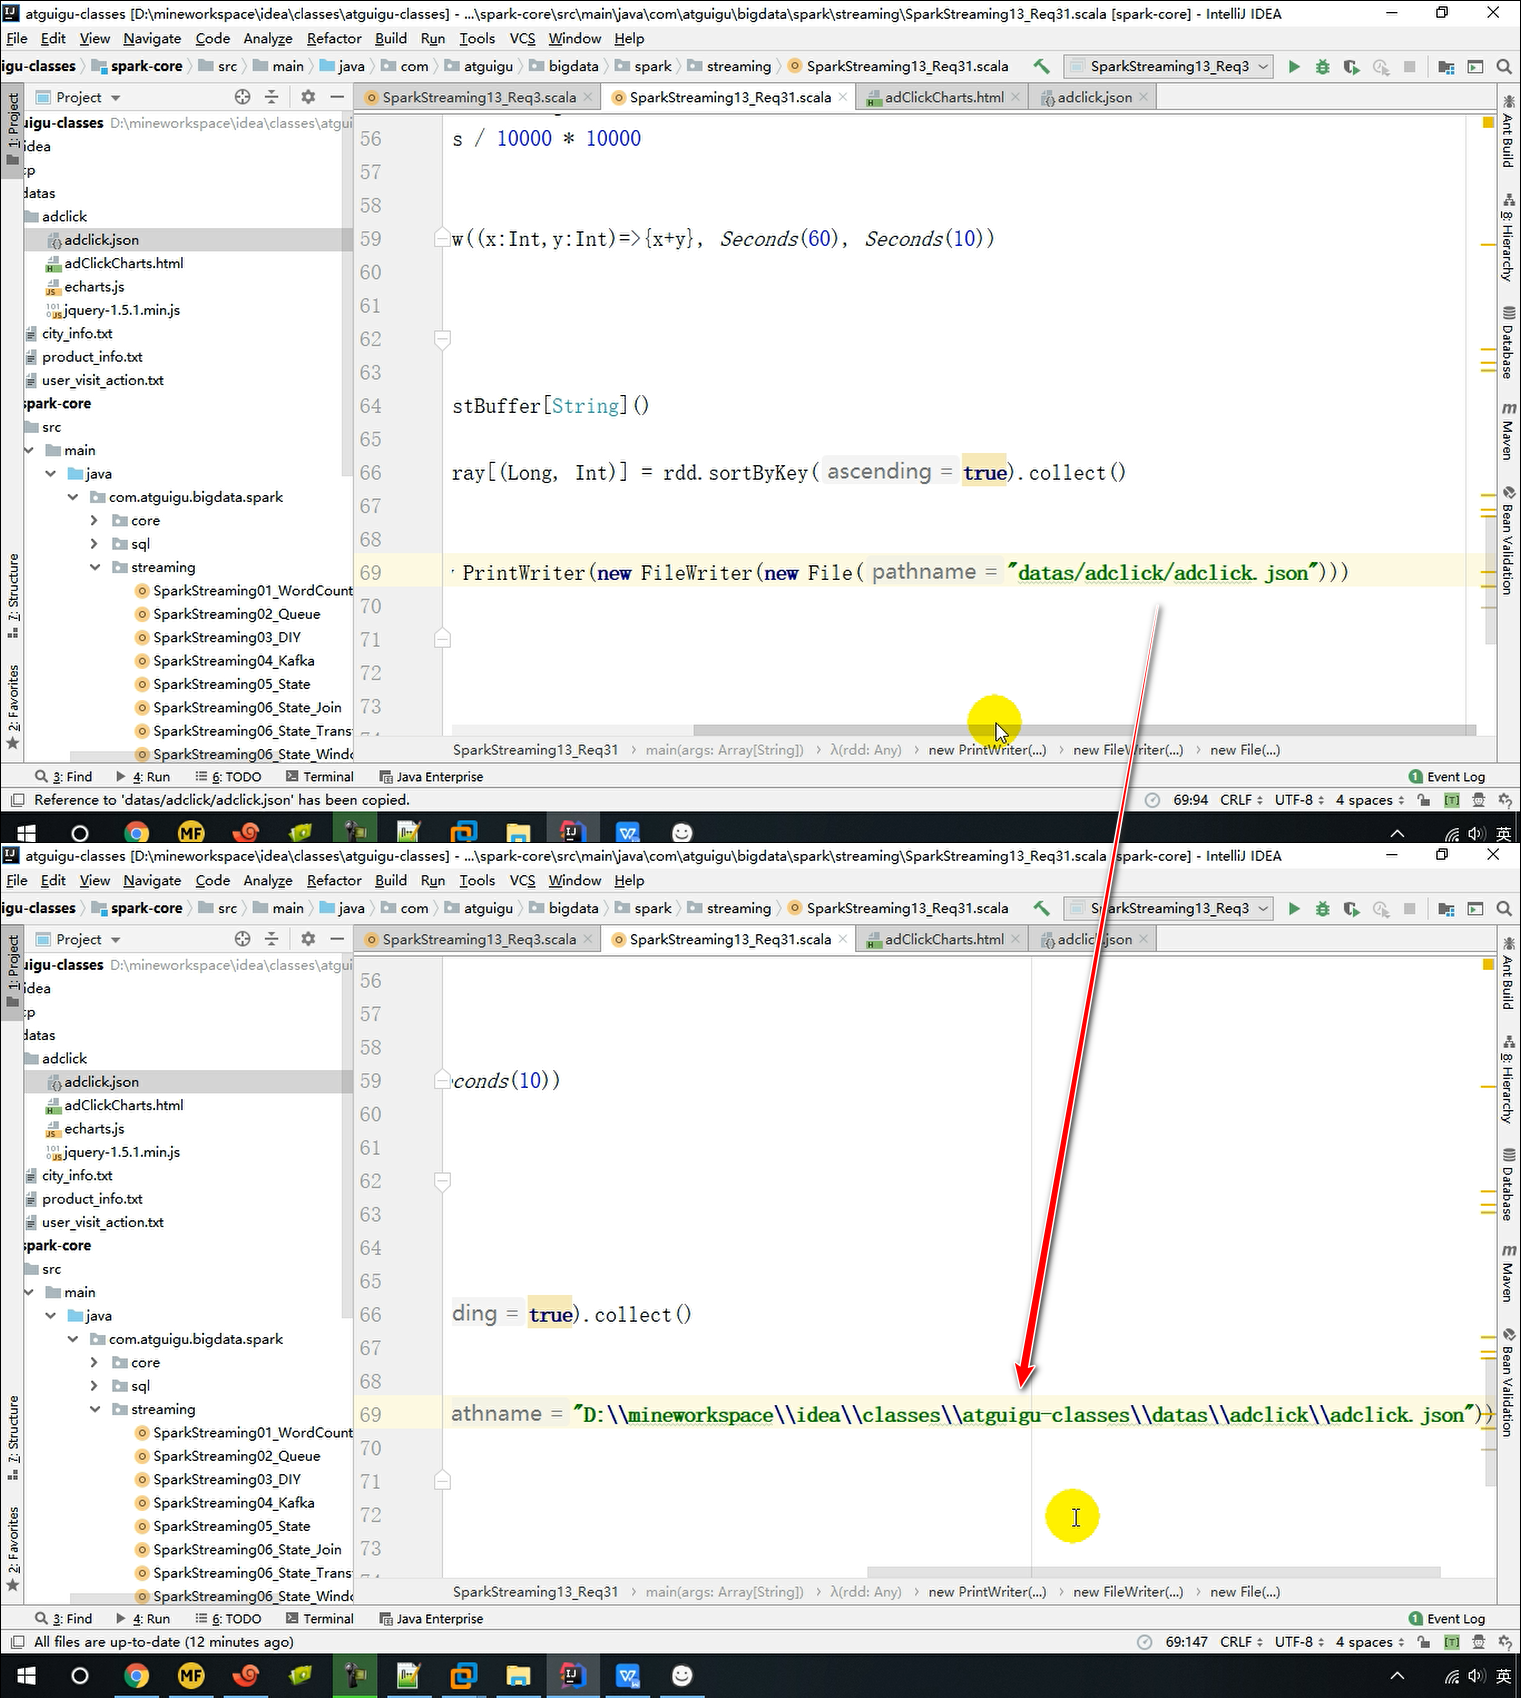 atguigu-classes [D:\mineworkspace\idea\classes\atguigu-classes] - ...\spark-core\src\main\java\com\atguigu\bigdata\spark\streaming\SparkStreaming13_Req31.scala [spark-core] - IntelliJ IDEA
File Edit View Navigate Code Analyze Refactor Build Run Tools VCS Window Help
igu-classes spark-core src main java com atguigu bigdata spark streaming SparkStreaming13_Req31.scala SparkStreaming13_Req3
1: Project Project SparkStreaming13_Req3.scala SparkStreaming13_Req31.scala adClickCharts.html adclick.json
uigu-classes D:\mineworkspace\idea\classes\atgui
idea
datas
adclick
adclick.json
adClickCharts.html
echarts.js
jquery-1.5.1.min.js
city_info.txt
product_info.txt
user_visit_action.txt
spark-core
src
main
java
com.atguigu.bigdata.spark
core
sql
streaming
SparkStreaming01_WordCount
SparkStreaming02_Queue
SparkStreaming03_DIY
SparkStreaming04_Kafka
SparkStreaming05_State
SparkStreaming06_State_Join
SparkStreaming06_State_Trans
SparkStreaming06_State_Windo
7: Structure
2: Favorites
56 s / 10000 * 10000
57
58
59 w((x:Int,y:Int)=>{x+y}, Seconds(60), Seconds(10))
60
61
62
63
64 stBuffer[String]()
65
66 ray[(Long, Int)] = rdd.sortByKey( ascending = true).collect()
67
68
69 PrintWriter(new FileWriter(new File( pathname = "datas/adclick/adclick.json")))
70
71
72
73
Ant Build
8: Hierarchy
Database
Maven
Bean Validation
SparkStreaming13_Req31 main(args: Array[String]) λ(rdd: Any) new PrintWriter(...) new FileWriter(...) new File(...)
3: Find 4: Run 6: TODO Terminal Java Enterprise 1 Event Log
Reference to 'datas/adclick/adclick.json' has been copied. 69:94 CRLF UTF-8 4 spaces
英
atguigu-classes [D:\mineworkspace\idea\classes\atguigu-classes] - ...\spark-core\src\main\java\com\atguigu\bigdata\spark\streaming\SparkStreaming13_Req31.scala [spark-core] - IntelliJ IDEA
File Edit View Navigate Code Analyze Refactor Build Run Tools VCS Window Help
igu-classes spark-core src main java com atguigu bigdata spark streaming SparkStreaming13_Req31.scala SparkStreaming13_Req3
1: Project Project SparkStreaming13_Req3.scala SparkStreaming13_Req31.scala adClickCharts.html adclick.json
uigu-classes D:\mineworkspace\idea\classes\atgui
idea
datas
adclick
adclick.json
adClickCharts.html
echarts.js
jquery-1.5.1.min.js
city_info.txt
product_info.txt
user_visit_action.txt
spark-core
src
main
java
com.atguigu.bigdata.spark
core
sql
streaming
SparkStreaming01_WordCount
SparkStreaming02_Queue
SparkStreaming03_DIY
SparkStreaming04_Kafka
SparkStreaming05_State
SparkStreaming06_State_Join
SparkStreaming06_State_Trans
SparkStreaming06_State_Windo
7: Structure
2: Favorites
56
57
58
59 conds(10))
60
61
62
63
64
65
66 ding = true).collect()
67
68
69 athname = "D:\\mineworkspace\\idea\\classes\\atguigu-classes\\datas\\adclick\\adclick.json"))
70
71
72
73
Ant Build
8: Hierarchy
Database
Maven
Bean Validation
SparkStreaming13_Req31 main(args: Array[String]) λ(rdd: Any) new PrintWriter(...) new FileWriter(...) new File(...)
3: Find 4: Run 6: TODO Terminal Java Enterprise 1 Event Log
All files are up-to-date (12 minutes ago) 69:147 CRLF UTF-8 4 spaces
英